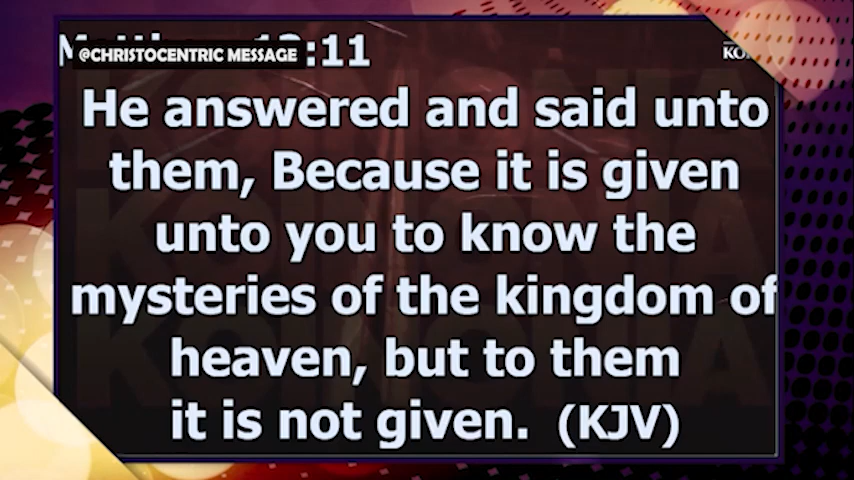 @CHRISTOCENTRIC MESSAGE :11
He answered and said unto
them, Because it is given
unto you to know the
mysteries of the kingdom of
heaven, but to them
it is not given. (KJV)